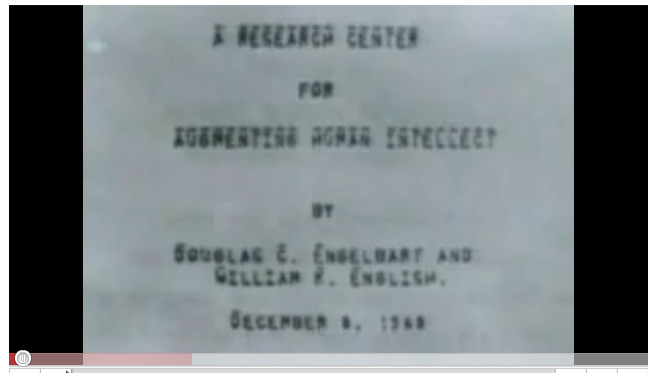 A RESEARCH CENTER
FOR
AUGMENTING HUMAN INTELLECT
BY
DOUGLAS C. ENGELBART AND
WILLIAM K. ENGLISH.
DECEMBER 9, 1968